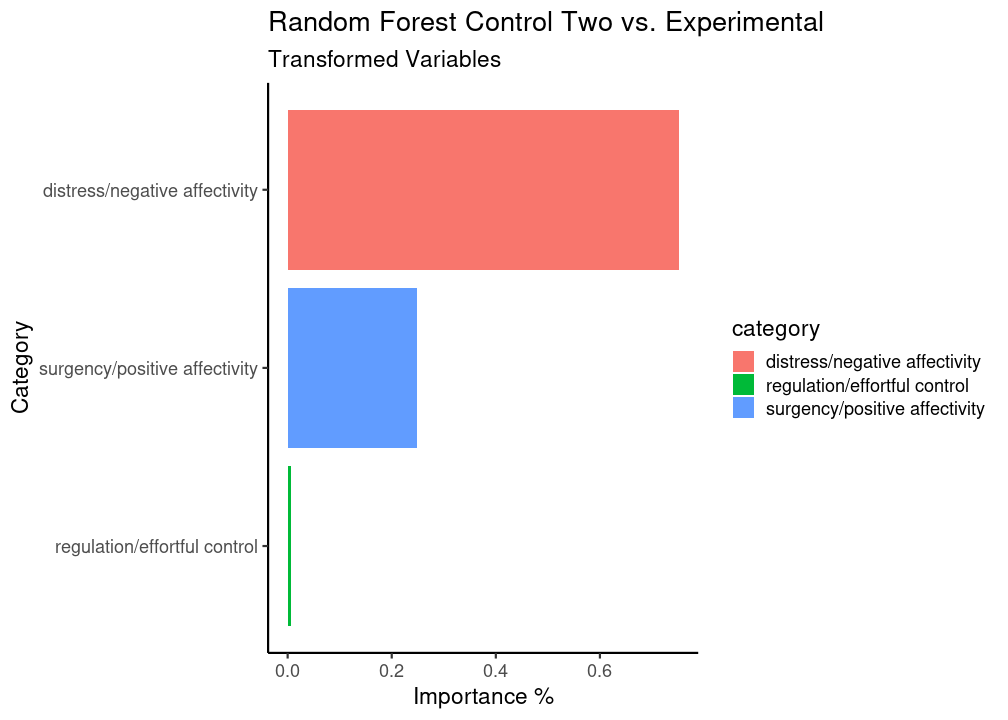 Random Forest Control Two vs. Experimental
Transformed Variables
Category
distress/negative affectivity
surgency/positive affectivity
regulation/effortful control
0.0 0.2 0.4 0.6
Importance %
category
distress/negative affectivity
regulation/effortful control
surgency/positive affectivity